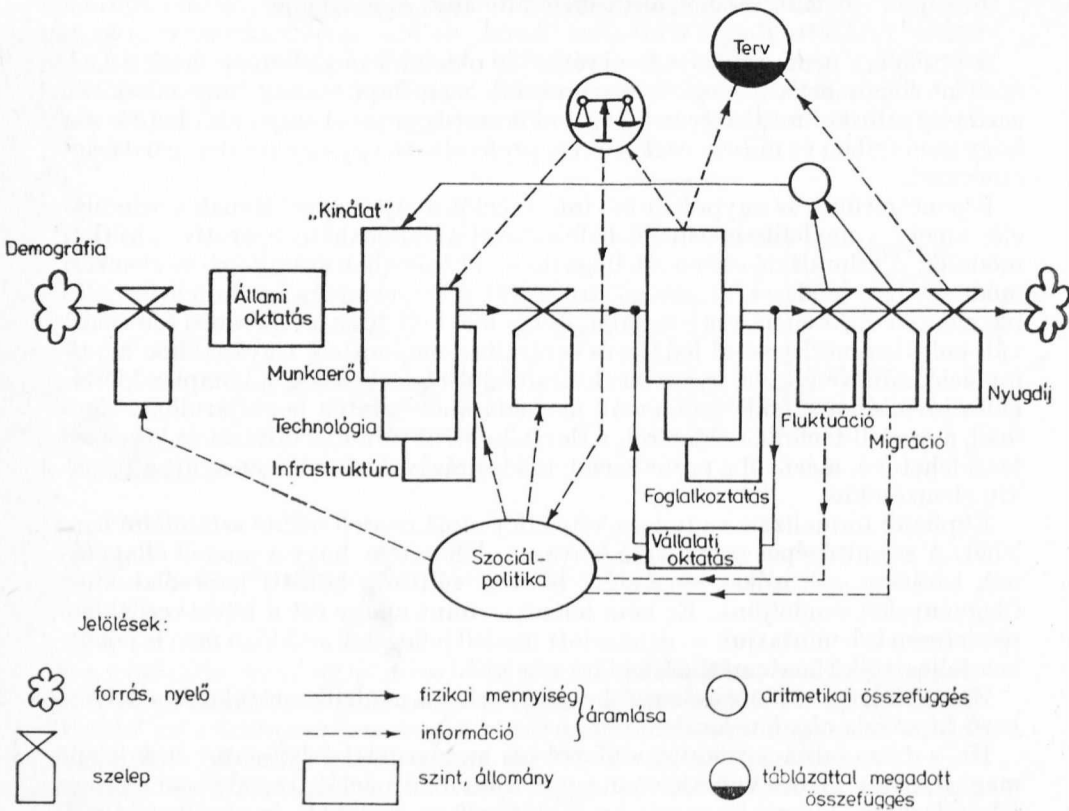 Terv
„Kinálat"
Demográfia
Állami
oktatás
Munkaerő
Technológia
Infrastruktúra
Fluktuáció
Nyugdíj
Migráció
Foglalkoztatás
Vállalati
oktatás
Szociál-
politika
Jelölések:
forrás, nyelő
fizikai mennyiség
információ
áramlása
aritmetikai összefüggés
szelep
szint, állomány
táblázattal megadott
összefüggés